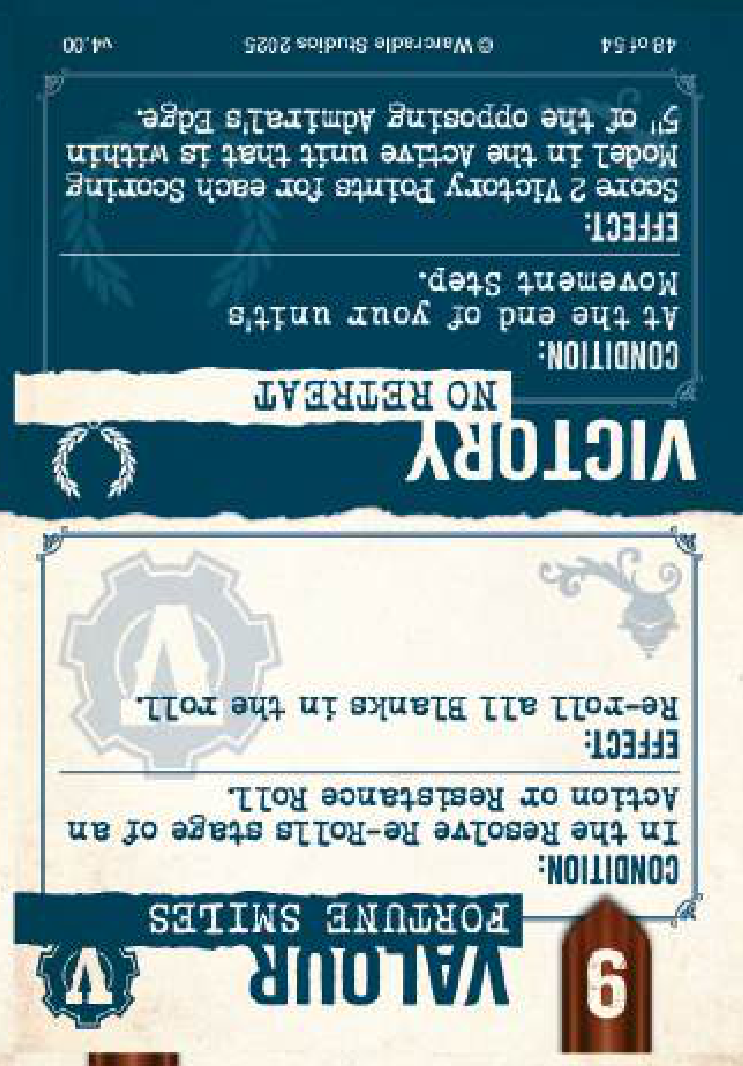 6
VALOUR
V
FORTUNE SMILES
CONDITION:
In the Resolve Re-Rolls stage of an
Action or Resistance Roll.
EFFECT:
Re-roll all Blanks in the roll.
V
VICTORY
NO RETREAT
CONDITION:
At the end of your unit's
Movement Step.
EFFECT:
Score 2 Victory Points for each Scoring
Model in the Active unit that is within
5" of the opposing Admiral's Edge.
48 of 54
© Warcradle Studios 2025
v4.00